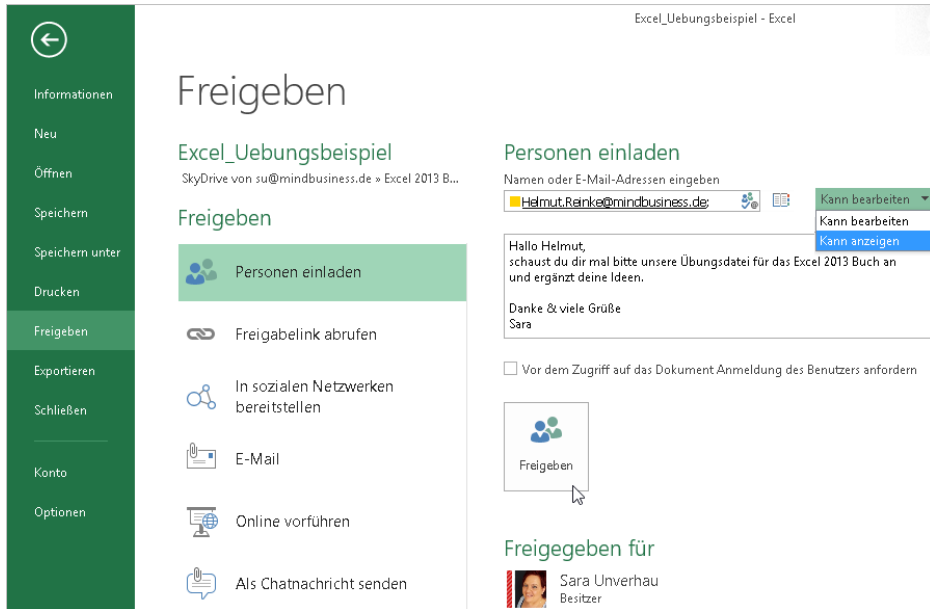 Excel_Uebungsbeispiel - Excel
Informationen
Neu
Öffnen
Speichern
Speichern unter
Drucken
Freigeben
Exportieren
Schließen
Konto
Optionen
Freigeben
Excel_Uebungsbeispiel
SkyDrive von su@mindbusiness.de » Excel 2013 B...
Freigeben
Personen einladen
Freigabelink abrufen
In sozialen Netzwerken
bereitstellen
E-Mail
Online vorführen
Als Chatnachricht senden
Personen einladen
Namen oder E-Mail-Adressen eingeben
Helmut.Reinke@mindbusiness.de;
Kann bearbeiten
Kann bearbeiten
Kann anzeigen
Hallo Helmut,
schaust du dir mal bitte unsere Übungsdatei für das Excel 2013 Buch an
und ergänzt deine Ideen.
Danke & viele Grüße
Sara
Vor dem Zugriff auf das Dokument Anmeldung des Benutzers anfordern
Freigeben
Freigegeben für
Sara Unverhau
Besitzer